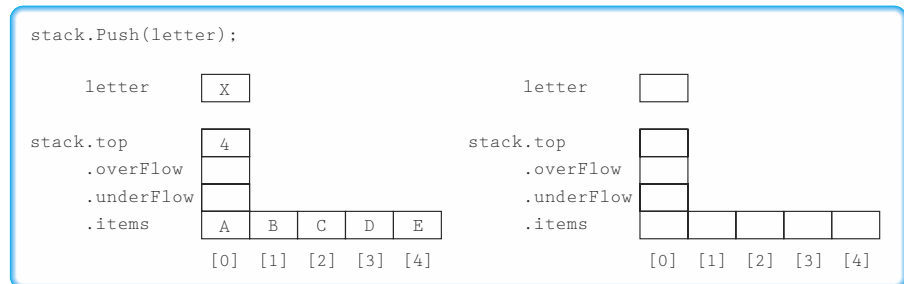 stack.Push(letter);
letter X letter
stack.top 4 stack.top
.overFlow .overFlow
.underFlow .underFlow
.items A B C D E .items
[0] [1] [2] [3] [4] [0] [1] [2] [3] [4]